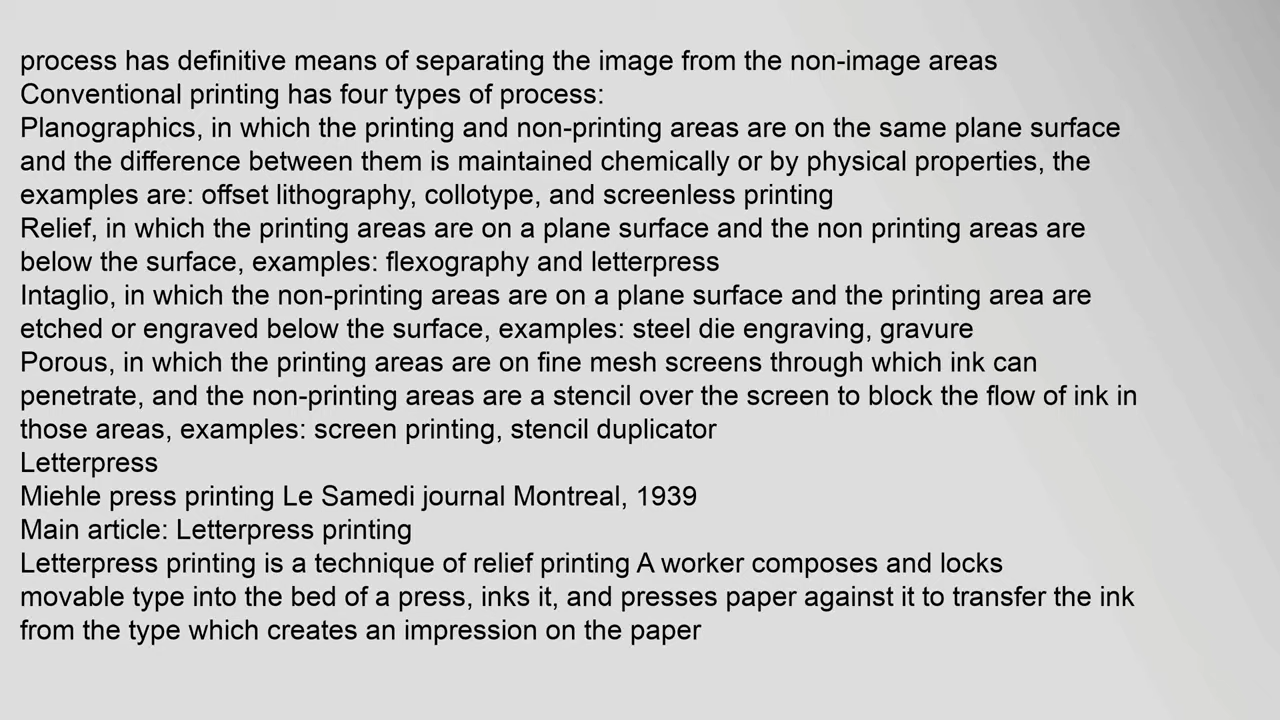 process has definitive means of separating the image from the non-image areas
Conventional printing has four types of process:
Planographics, in which the printing and non-printing areas are on the same plane surface
and the difference between them is maintained chemically or by physical properties, the
examples are: offset lithography, collotype, and screenless printing
Relief, in which the printing areas are on a plane surface and the non printing areas are
below the surface, examples: flexography and letterpress
Intaglio, in which the non-printing areas are on a plane surface and the printing area are
etched or engraved below the surface, examples: steel die engraving, gravure
Porous, in which the printing areas are on fine mesh screens through which ink can
penetrate, and the non-printing areas are a stencil over the screen to block the flow of ink in
those areas, examples: screen printing, stencil duplicator
Letterpress
Miehle press printing Le Samedi journal Montreal, 1939
Main article: Letterpress printing
Letterpress printing is a technique of relief printing A worker composes and locks
movable type into the bed of a press, inks it, and presses paper against it to transfer the ink
from the type which creates an impression on the paper